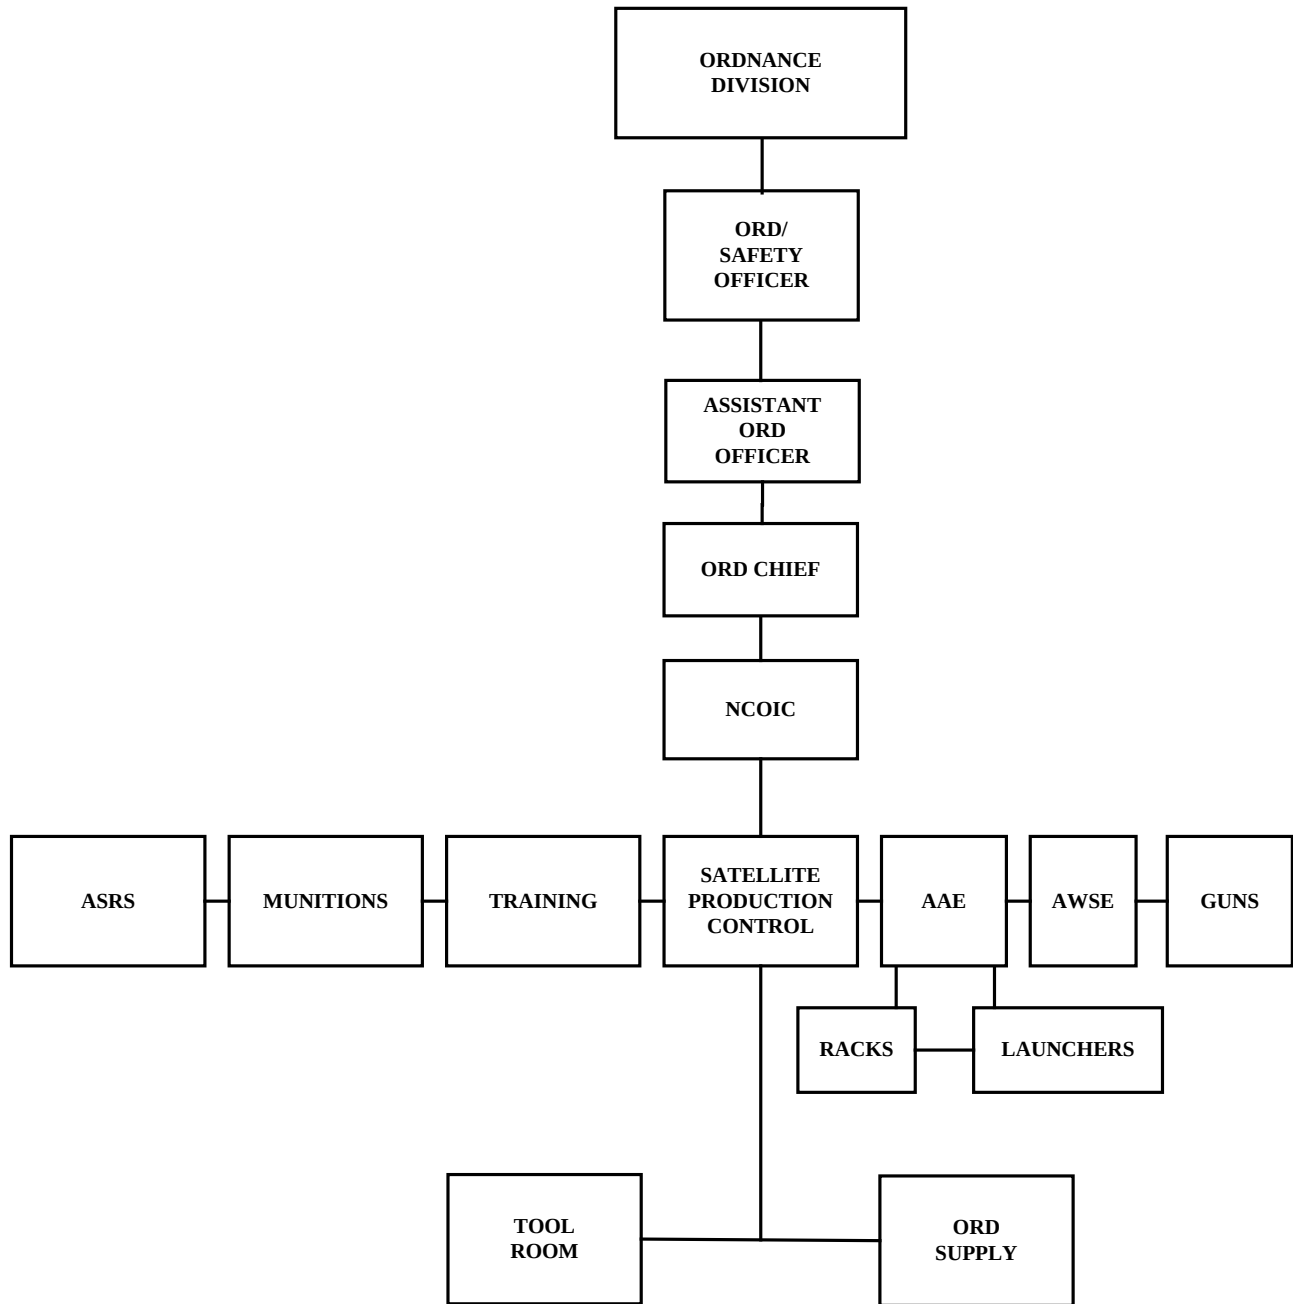 ORDNANCE
DIVISION
ORD/
SAFETY
OFFICER
ASSISTANT
ORD
OFFICER
ORD CHIEF
NCOIC
ASRS
MUNITIONS
TRAINING
SATELLITE
PRODUCTION
CONTROL
AAE
AWSE
GUNS
RACKS
LAUNCHERS
TOOL
ROOM
ORD
SUPPLY